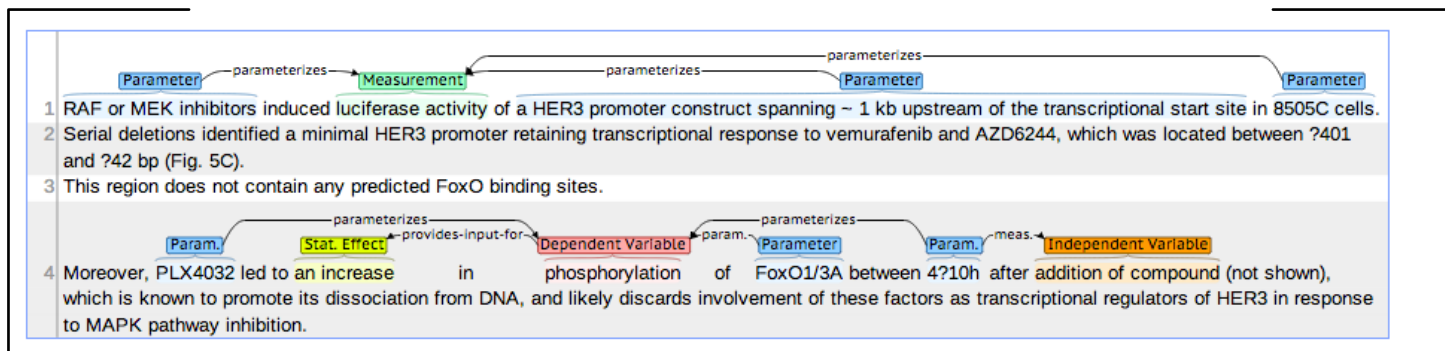 parameterizes
Parameter parameterizes Measurement parameterizes Parameter Parameter
1 RAF or MEK inhibitors induced luciferase activity of a HER3 promoter construct spanning ~ 1 kb upstream of the transcriptional start site in 8505C cells.
2 Serial deletions identified a minimal HER3 promoter retaining transcriptional response to vemurafenib and AZD6244, which was located between ?401
and ?42 bp (Fig. 5C).
3 This region does not contain any predicted FoxO binding sites.
parameterizes parameterizes
Param. Stat. Effect provides-input-for Dependent Variable param. Parameter Param. meas. Independent Variable
4 Moreover, PLX4032 led to an increase in phosphorylation of FoxO1/3A between 4?10h after addition of compound (not shown),
which is known to promote its dissociation from DNA, and likely discards involvement of these factors as transcriptional regulators of HER3 in response
to MAPK pathway inhibition.